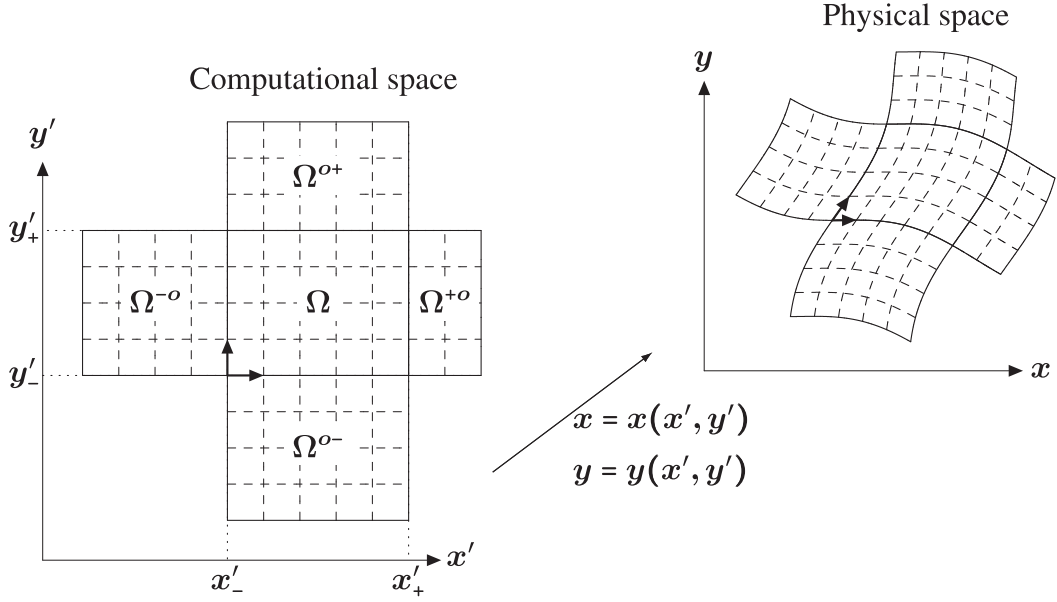 Physical space
Computational space
y
y′
Ω^{o+}
y′₊
Ω^{-o} Ω Ω^{+o}
y′₋
x
x = x(x′, y′)
Ω^{o-}
y = y(x′, y′)
x′
x′₋ x′₊